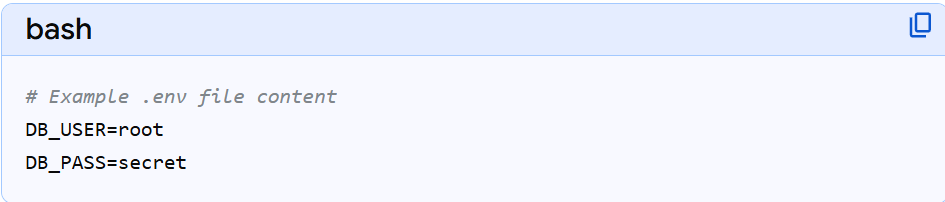 bash
# Example .env file content
DB_USER=root
DB_PASS=secret